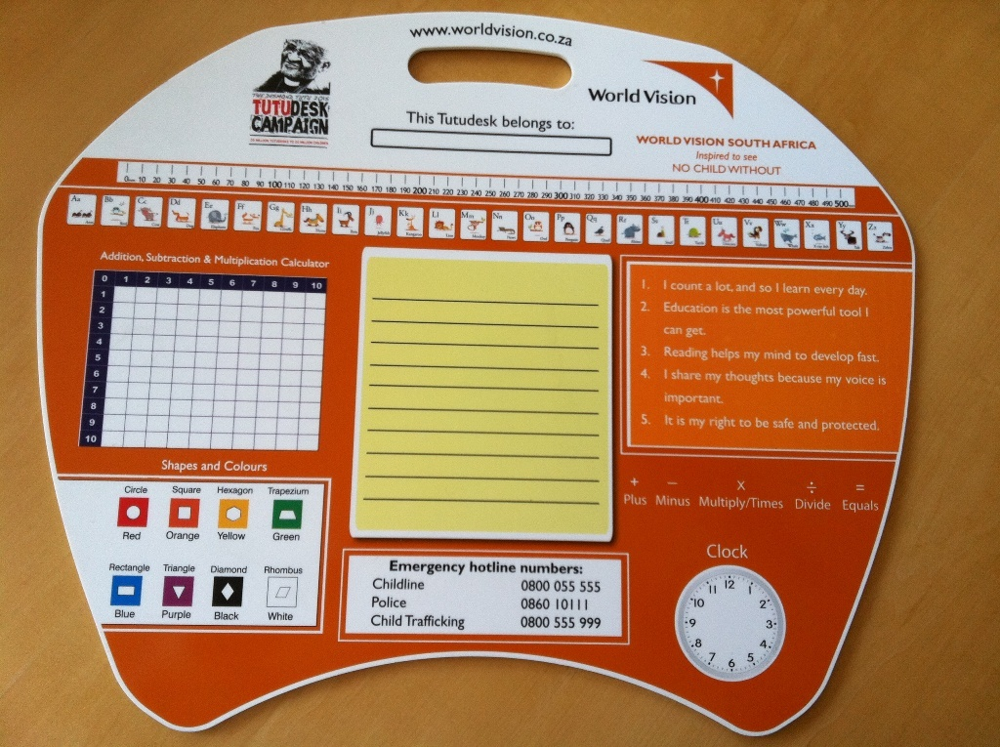 www.worldvision.co.za
TUTUDESK
CAMPAIGN
World Vision
This Tutudesk belongs to:
WORLD VISION SOUTH AFRICA
Inspired to see
NO CHILD WITHOUT
0 10 20 30 40 50 60 70 80 90 100 110 120 130 140 150 160 170 180 190 200 210 220 230 240 250 260 270 280 290 300 310 320 330 340 350 360 370 380 390 400 410 420 430 440 450 460 470 480 490 500
Aa Bb Cc Dd Ee Ff Gg Hh Ii Jj Kk Ll Mm Nn Oo Pp Qq Rr Ss Tt Uu Vv Ww Xx Yy Zz
Addition, Subtraction & Multiplication Calculator
0 1 2 3 4 5 6 7 8 9 10
1
2
3
4
5
6
7
8
9
10
1. I count a lot, and so I learn every day.
2. Education is the most powerful tool I
can get.
3. Reading helps my mind to develop fast.
4. I share my thoughts because my voice is
important.
5. It is my right to be safe and protected.
Shapes and Colours
Circle Square Hexagon Trapezium
Red Orange Yellow Green
Rectangle Triangle Diamond Rhombus
Blue Purple Black White
+ − x ÷ =
Plus Minus Multiply/Times Divide Equals
Emergency hotline numbers:
Childline 0800 055 555
Police 0860 10111
Child Trafficking 0800 555 999
Clock
12 1 2 3 4 5 6 7 8 9 10 11